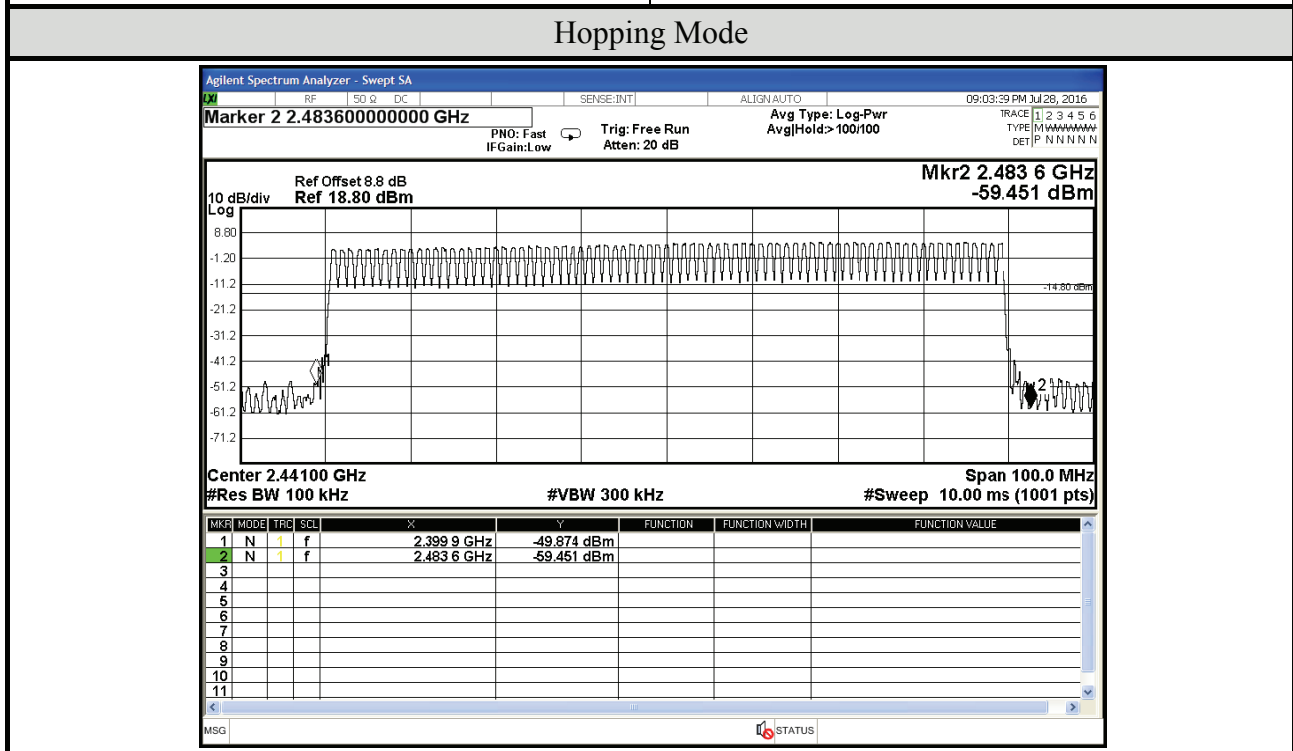 Hopping Mode
Agilent Spectrum Analyzer - Swept SA
LXI RF 50 Ω DC SENSE:INT ALIGN AUTO 09:03:39 PM Jul 28, 2016
Marker 2 2.483600000000 GHz
PNO: Fast
IFGain:Low
Trig: Free Run
Atten: 20 dB
Avg Type: Log-Pwr
Avg|Hold:>100/100
TRACE 1 2 3 4 5 6
TYPE M WWWWW
DET P N N N N N
Mkr2 2.483 6 GHz
-59.451 dBm
Ref Offset 8.8 dB
10 dB/div Ref 18.80 dBm
Log
8.80
-1.20
-11.2
-14.80 dBm
-21.2
-31.2
-41.2
-51.2
2
-61.2
-71.2
Center 2.44100 GHz Span 100.0 MHz
#Res BW 100 kHz #VBW 300 kHz #Sweep 10.00 ms (1001 pts)
MKR MODE TRC SCL X Y FUNCTION FUNCTION WIDTH FUNCTION VALUE
1 N 1 f 2.399 9 GHz -49.874 dBm
2 N 1 f 2.483 6 GHz -59.451 dBm
3
4
5
6
7
8
9
10
11
MSG STATUS